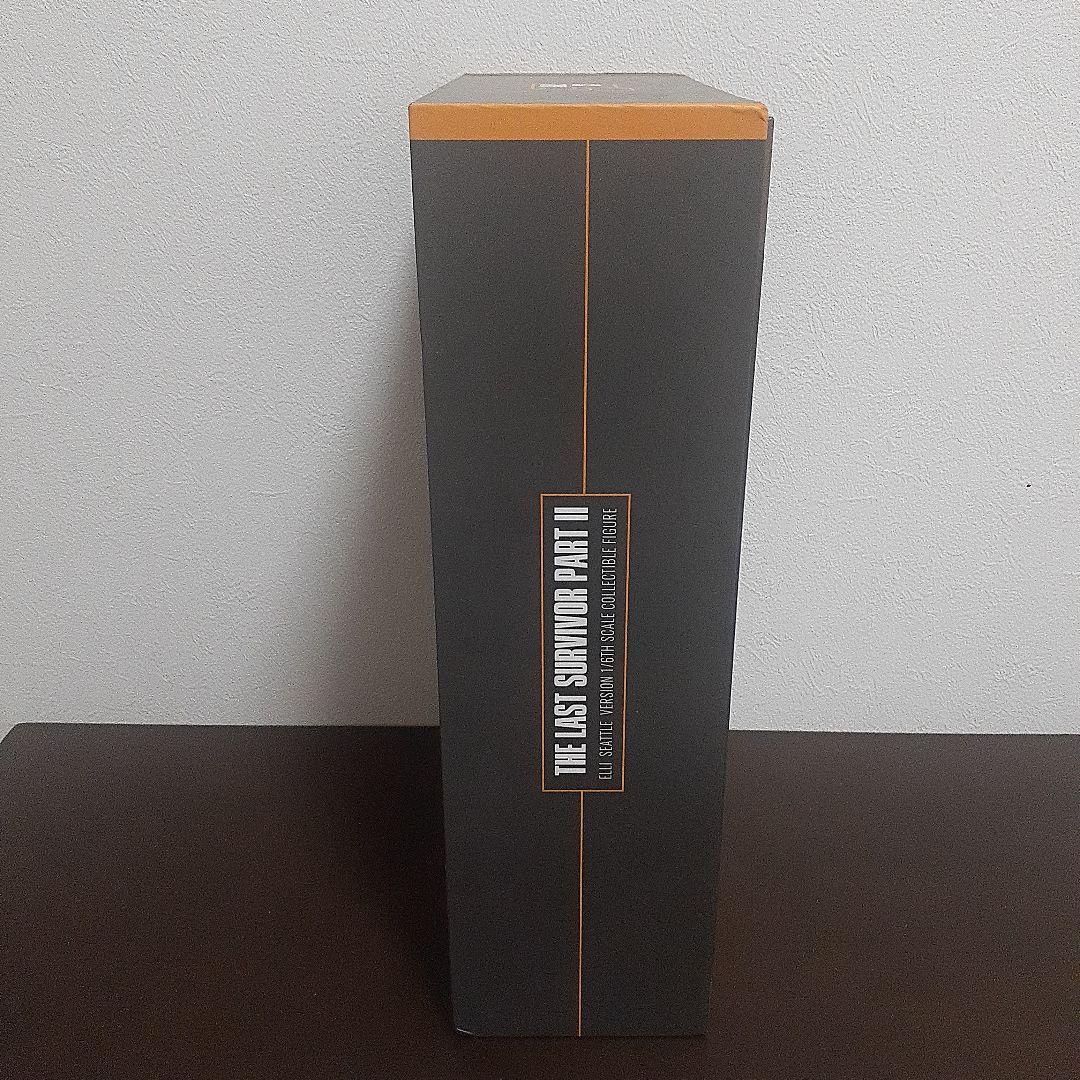 THE LAST SURVIVOR PART II
ELLI SEATTLE VERSION 1/6TH SCALE COLLECTIBLE FIGURE